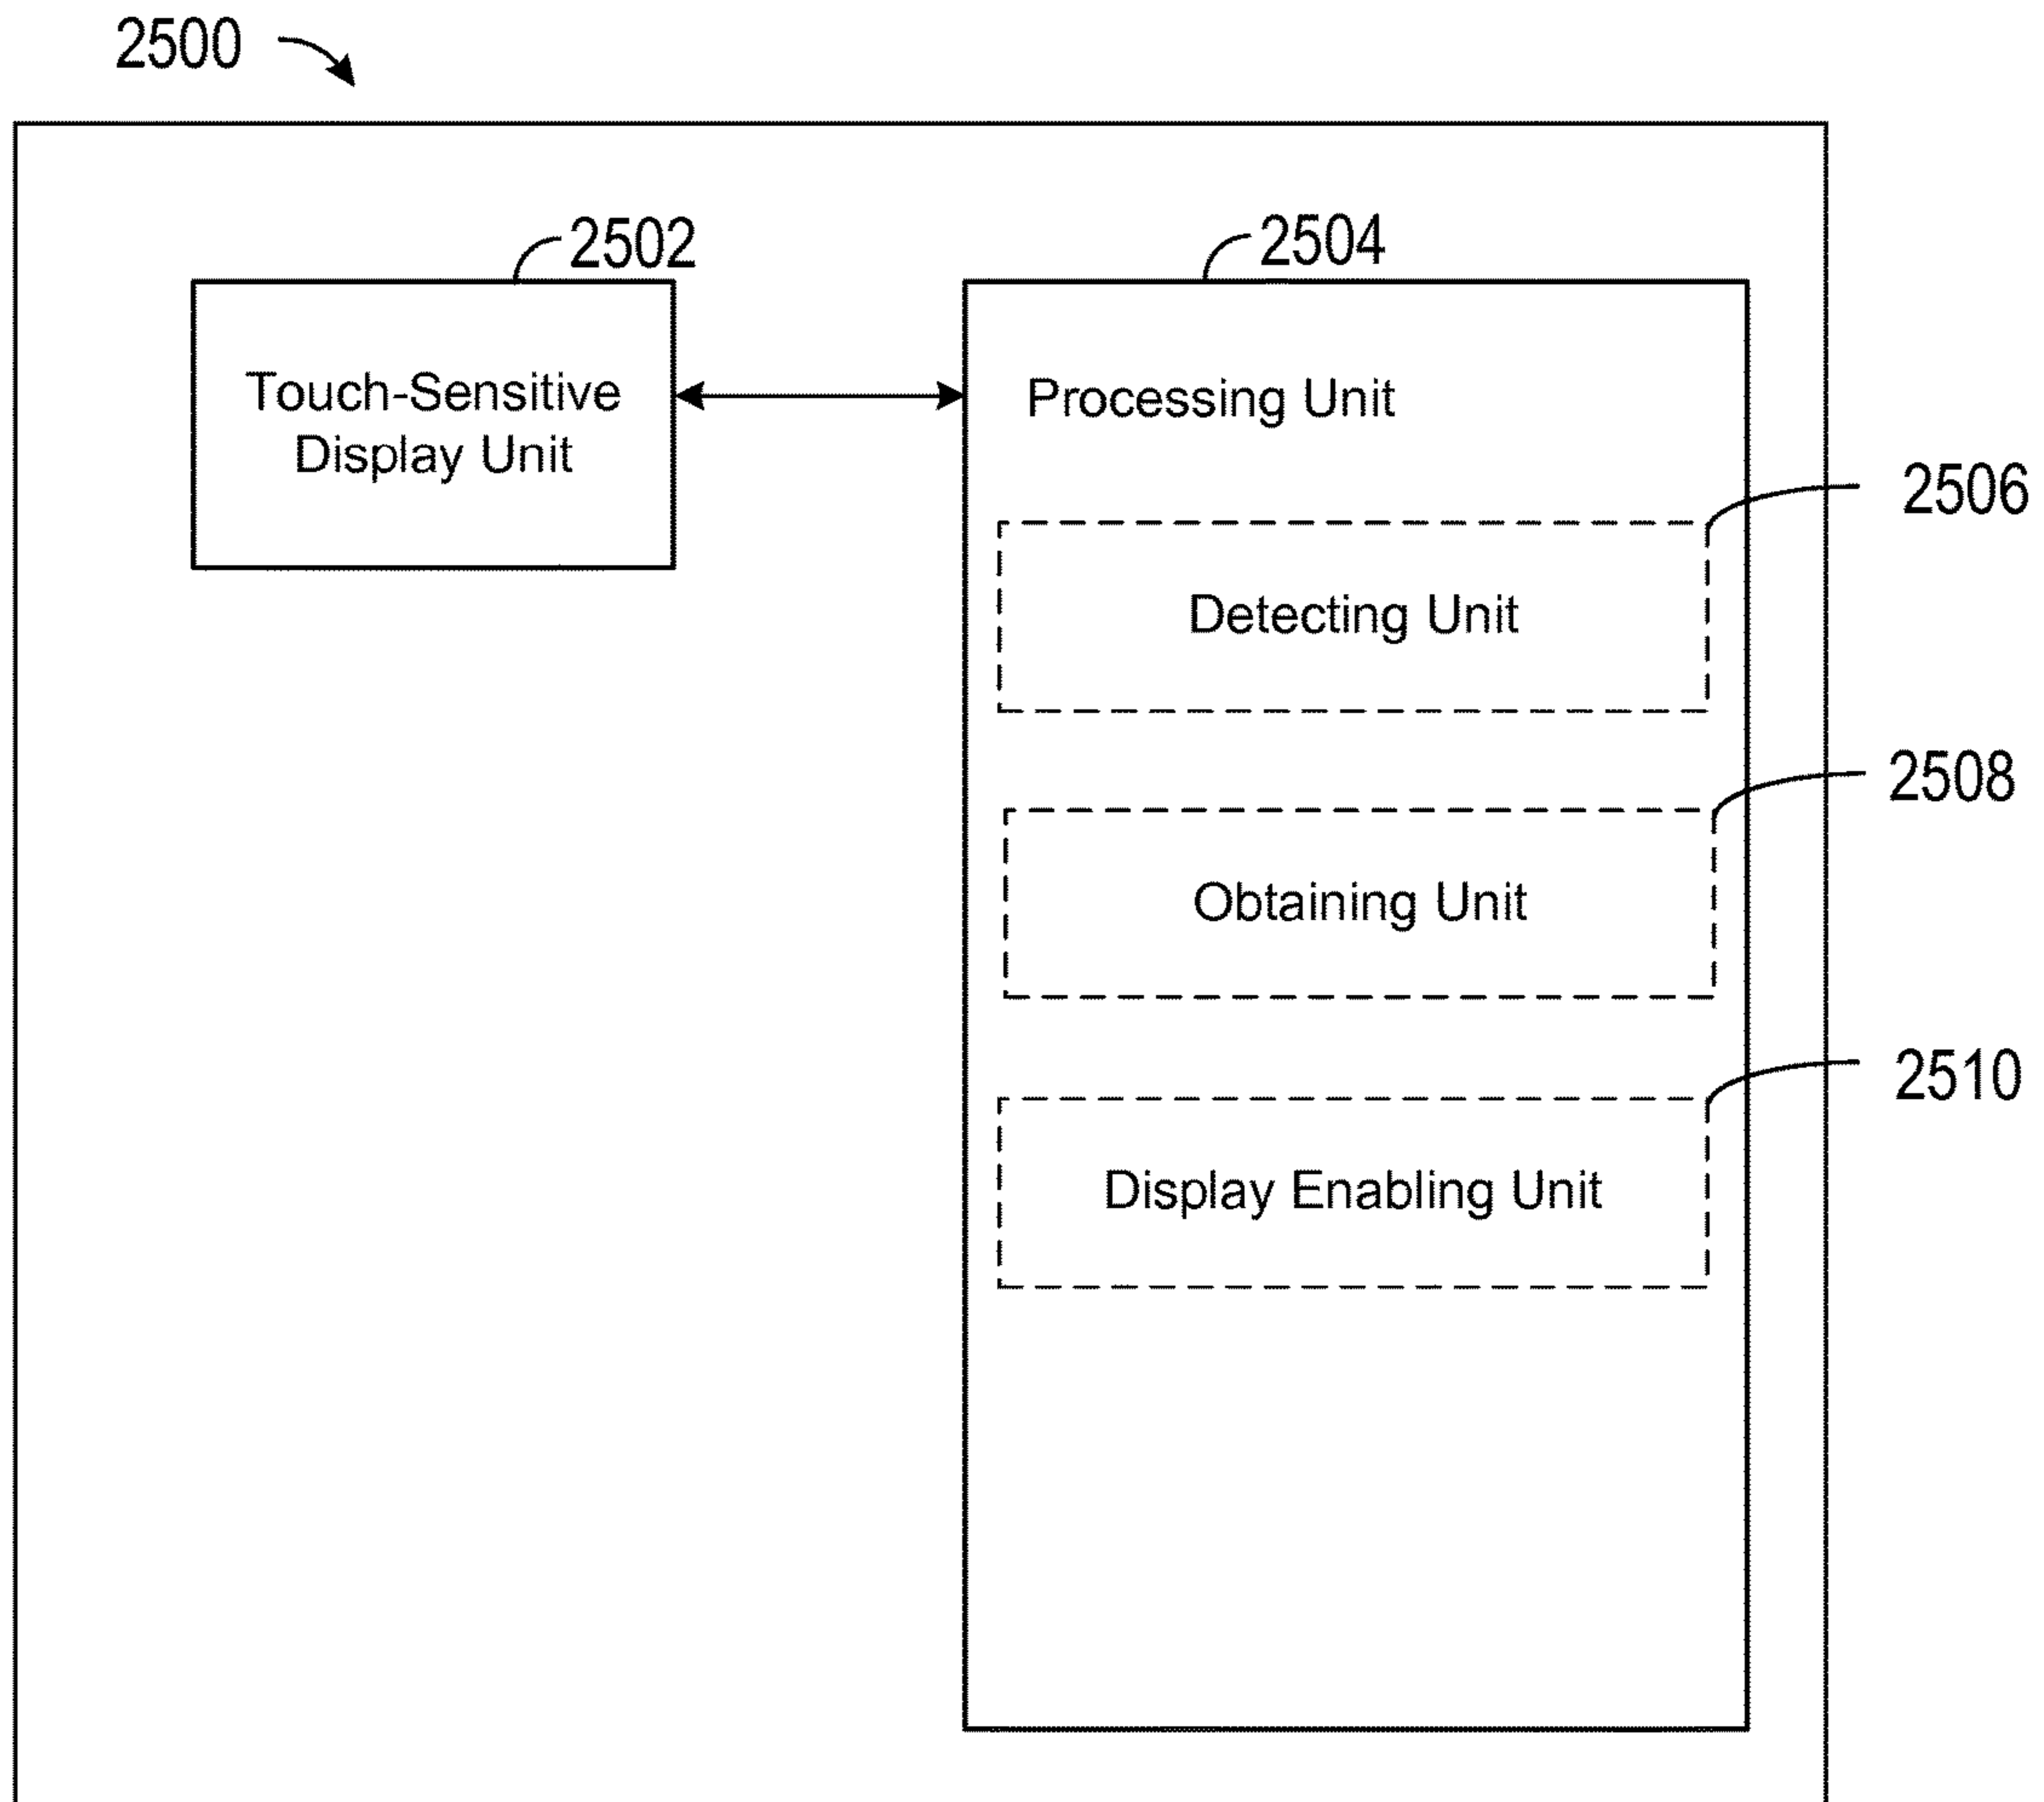 2500
2502
2504
Touch-Sensitive
Display Unit
Processing Unit
2506
Detecting Unit
2508
Obtaining Unit
2510
Display Enabling Unit